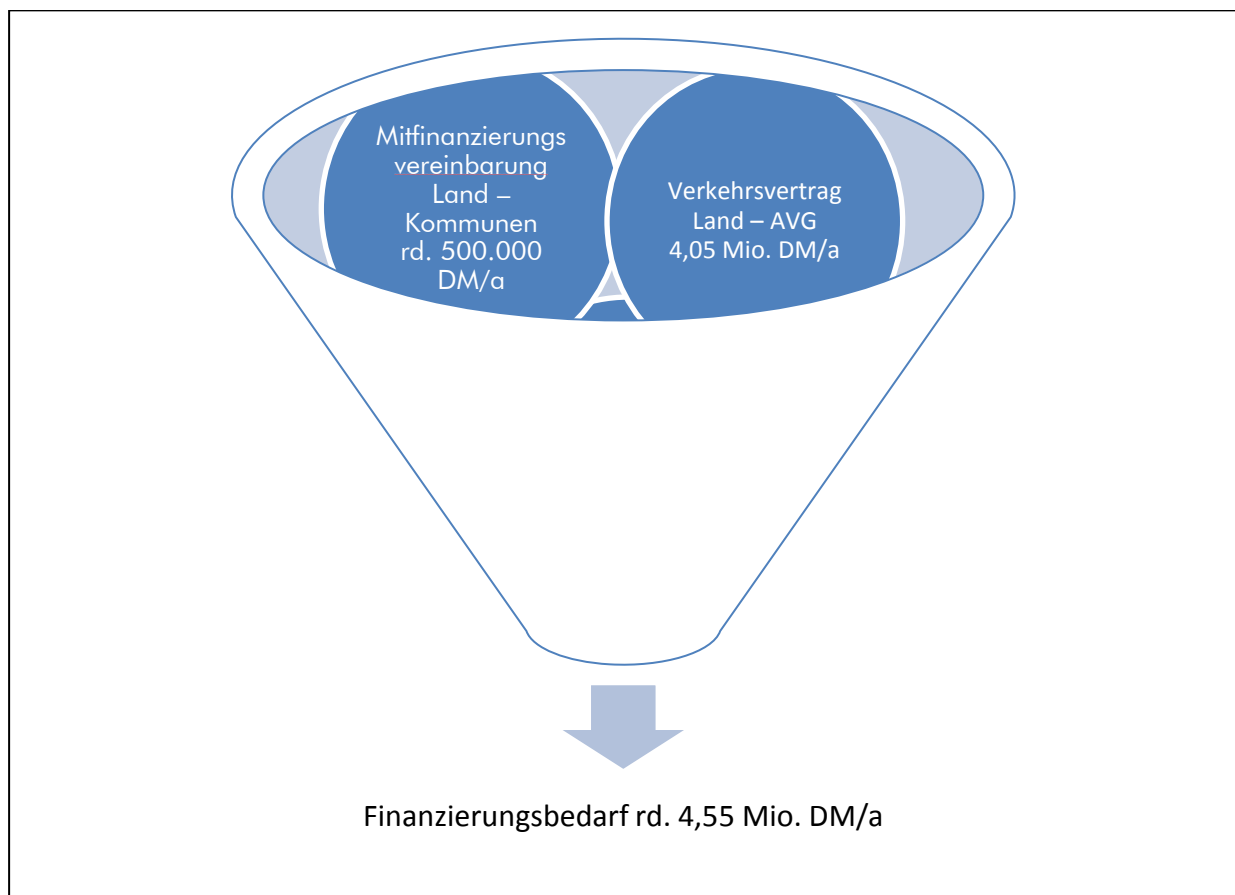 Mitfinanzierungs
vereinbarung
Land –
Kommunen
rd. 500.000
DM/a
Verkehrsvertrag
Land – AVG
4,05 Mio. DM/a
Finanzierungsbedarf rd. 4,55 Mio. DM/a